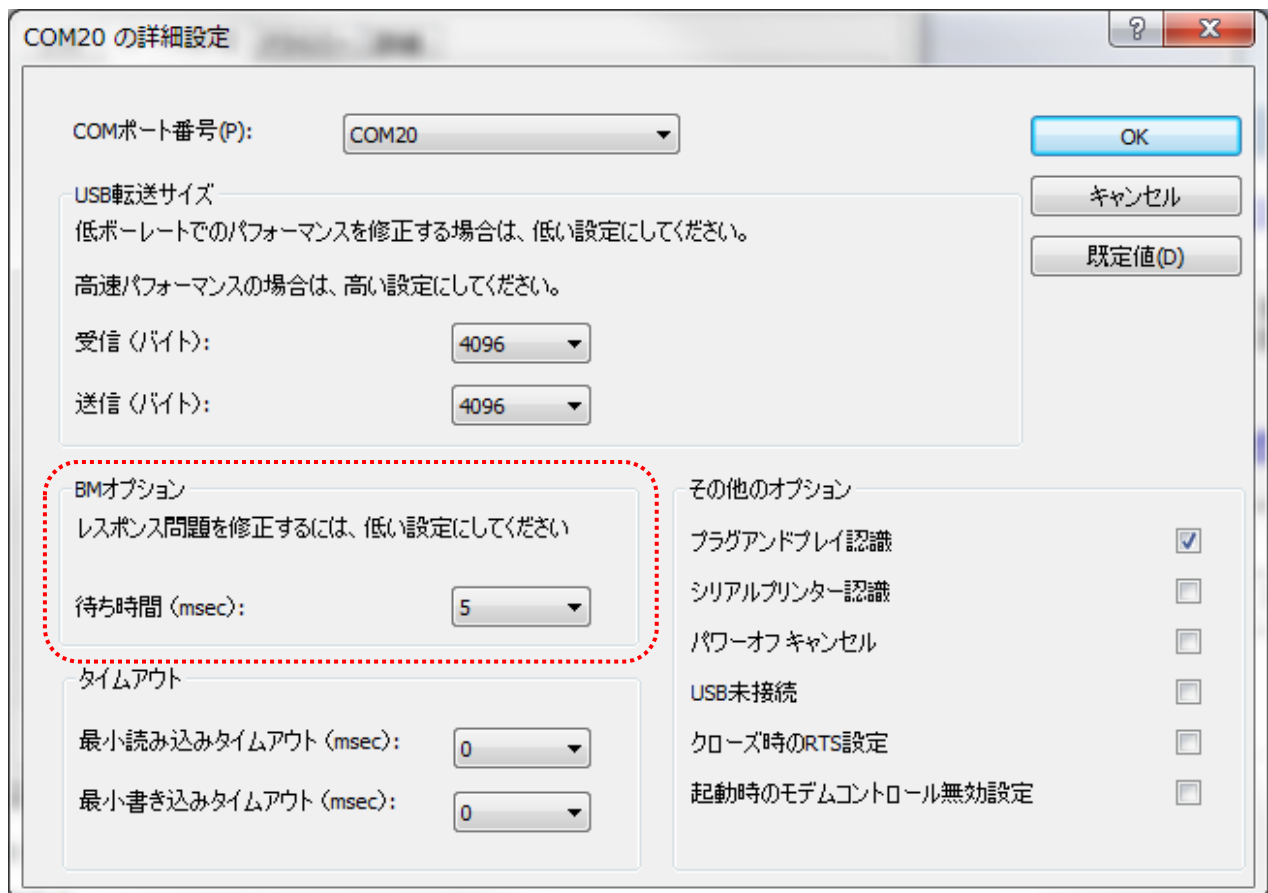 COM20 の詳細設定
COMポート番号(P):
COM20
OK
キャンセル
既定値(D)
USB転送サイズ
低ボーレートでのパフォーマンスを修正する場合は、低い設定にしてください。
高速パフォーマンスの場合は、高い設定にしてください。
受信 (バイト):
4096
送信 (バイト):
4096
BMオプション
レスポンス問題を修正するには、低い設定にしてください
待ち時間 (msec):
5
タイムアウト
最小読み込みタイムアウト (msec):
0
最小書き込みタイムアウト (msec):
0
その他のオプション
プラグアンドプレイ認識
シリアルプリンター認識
パワーオフ キャンセル
USB未接続
クローズ時のRTS設定
起動時のモデムコントロール無効設定